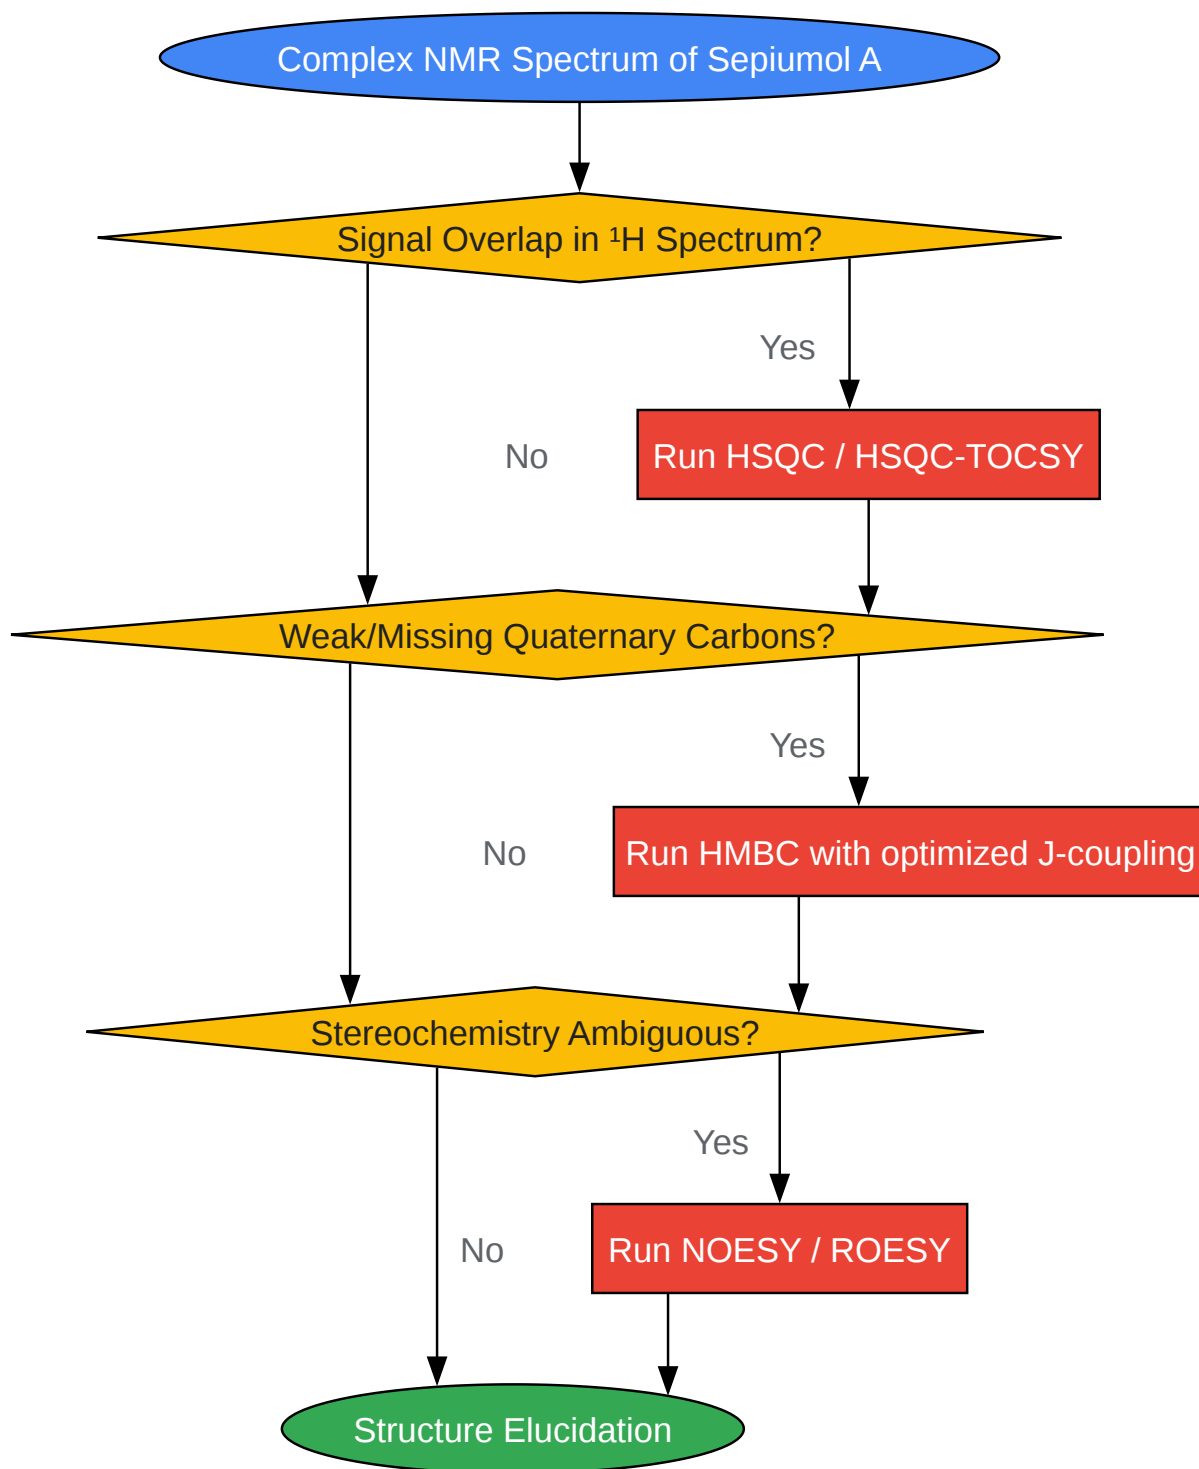 Complex NMR Spectrum of Sepiumol A
Signal Overlap in ¹H Spectrum?
Yes
No
Run HSQC / HSQC-TOCSY
Weak/Missing Quaternary Carbons?
Yes
No
Run HMBC with optimized J-coupling
Stereochemistry Ambiguous?
Yes
No
Run NOESY / ROESY
Structure Elucidation